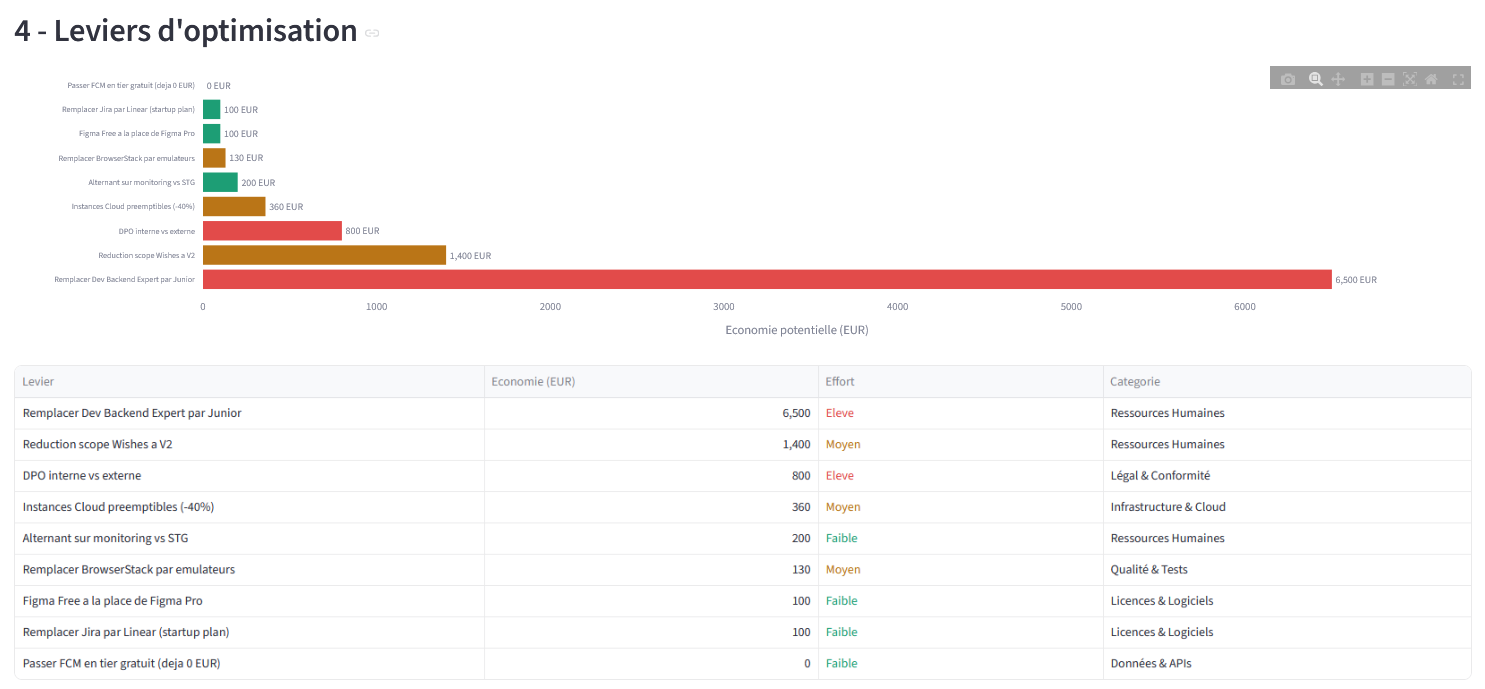 4 - Leviers d'optimisation
Passer FCM en tier gratuit (deja 0 EUR) 0 EUR
Remplacer Jira par Linear (startup plan) 100 EUR
Figma Free a la place de Figma Pro 100 EUR
Remplacer BrowserStack par emulateurs 130 EUR
Alternant sur monitoring vs STG 200 EUR
Instances Cloud preemptibles (-40%) 360 EUR
DPO interne vs externe 800 EUR
Reduction scope Wishes a V2 1,400 EUR
Remplacer Dev Backend Expert par Junior 6,500 EUR
0 1000 2000 3000 4000 5000 6000
Economie potentielle (EUR)
Levier Economie (EUR) Effort Categorie
Remplacer Dev Backend Expert par Junior 6,500 Eleve Ressources Humaines
Reduction scope Wishes a V2 1,400 Moyen Ressources Humaines
DPO interne vs externe 800 Eleve Légal & Conformité
Instances Cloud preemptibles (-40%) 360 Moyen Infrastructure & Cloud
Alternant sur monitoring vs STG 200 Faible Ressources Humaines
Remplacer BrowserStack par emulateurs 130 Moyen Qualité & Tests
Figma Free a la place de Figma Pro 100 Faible Licences & Logiciels
Remplacer Jira par Linear (startup plan) 100 Faible Licences & Logiciels
Passer FCM en tier gratuit (deja 0 EUR) 0 Faible Données & APIs